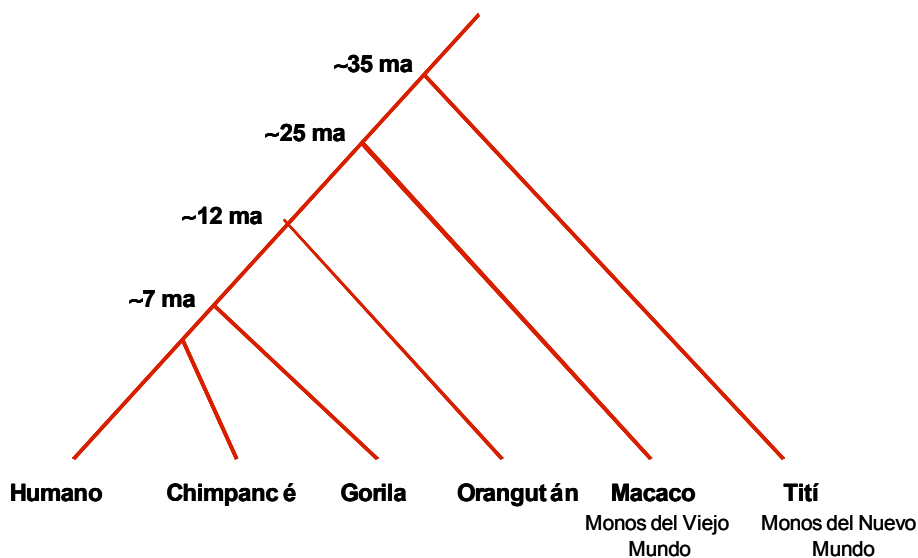 ~35 ma
~25 ma
~12 ma
~7 ma
Humano Chimpanc é Gorila Orangut án Macaco Tití
Monos del Viejo Monos del Nuevo
Mundo Mundo